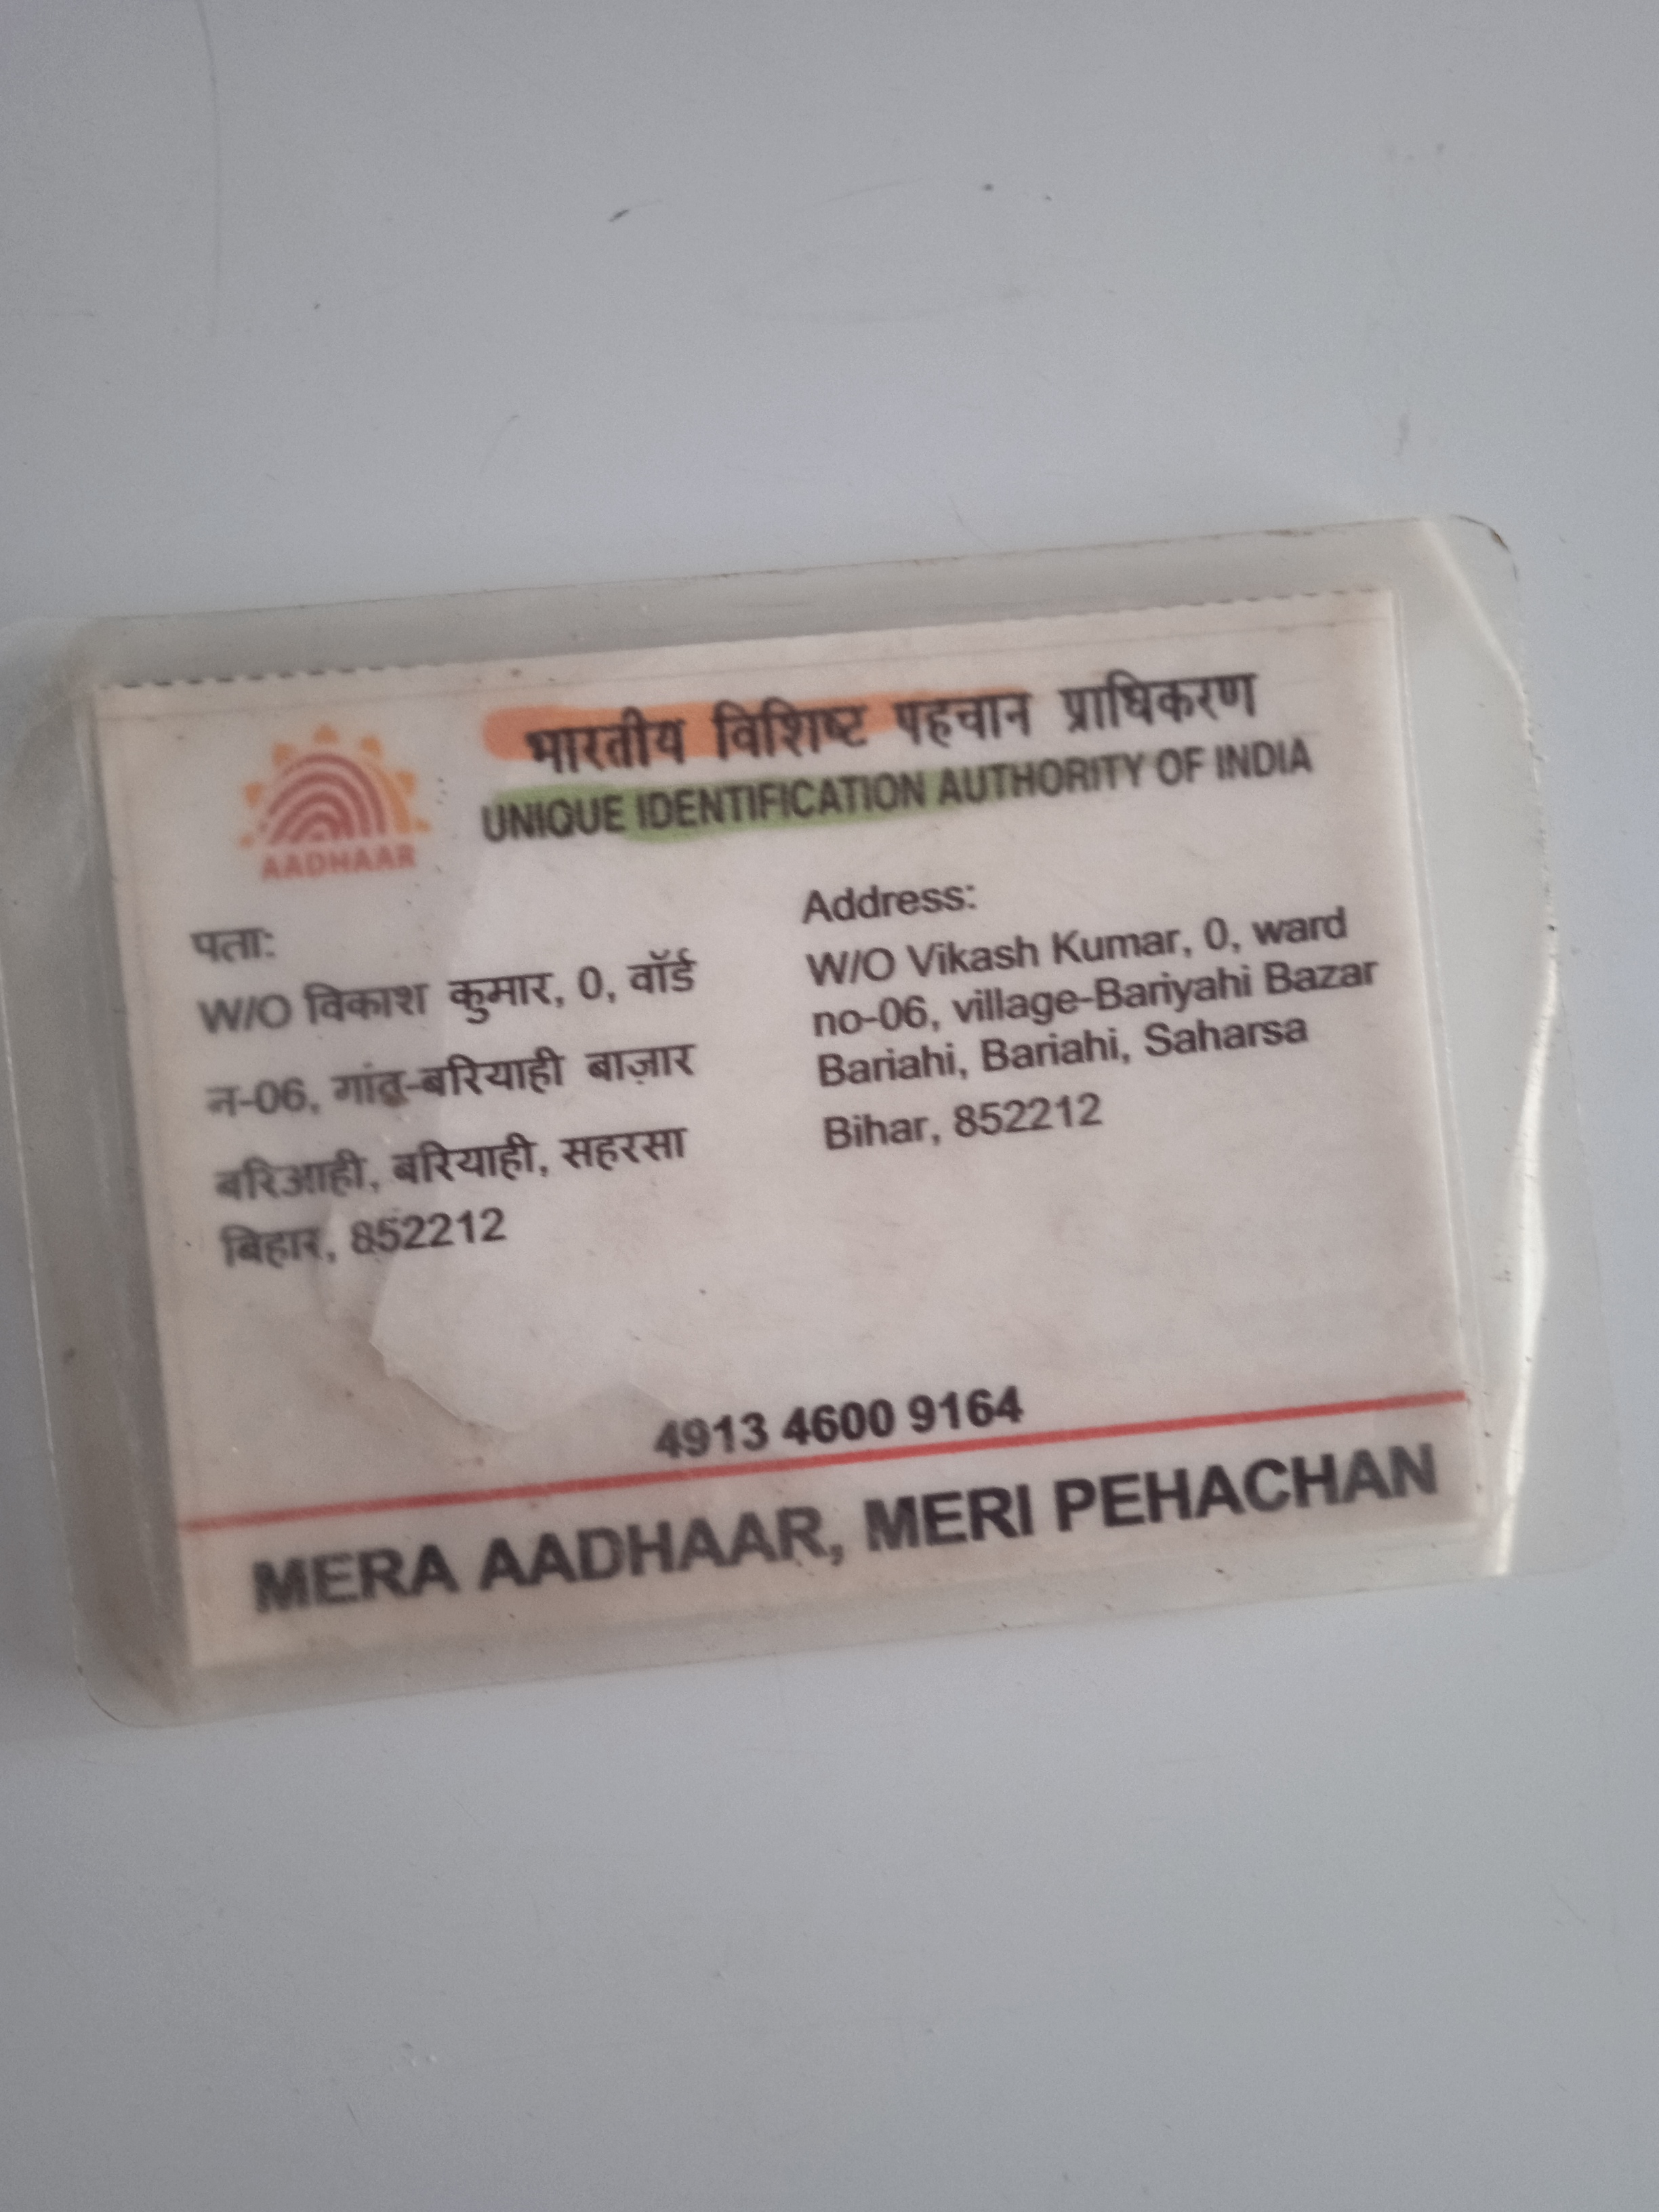 भारतीय विशिष्ट पहचान प्राधिकरण
UNIQUE IDENTIFICATION AUTHORITY OF INDIA
AADHAAR
पता:
W/O विकाश कुमार, 0, वॉर्ड
न-06, गांव-बरियाही बाज़ार
बरिआही, बरियाही, सहरसा
बिहार, 852212
Address:
W/O Vikash Kumar, 0, ward
no-06, village-Bariyahi Bazar
Bariahi, Bariahi, Saharsa
Bihar, 852212
4913 4600 9164
MERA AADHAAR, MERI PEHACHAN